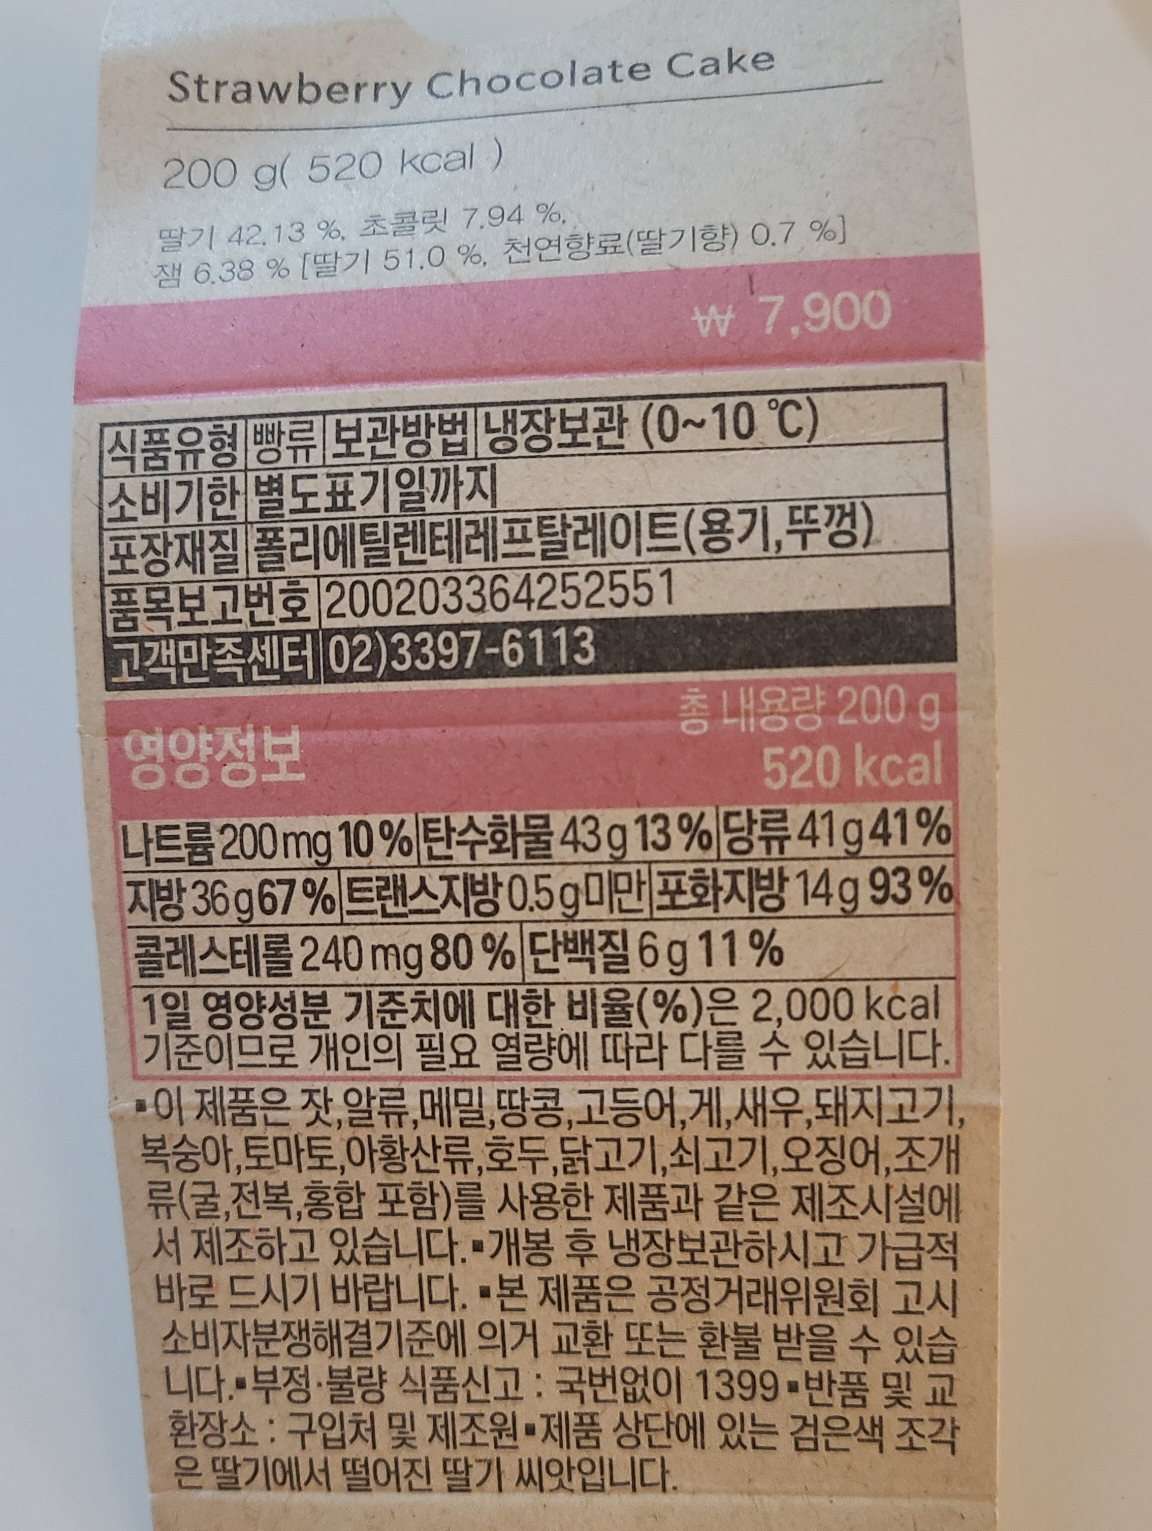 Strawberry Chocolate Cake
200 g( 520 kcal )
딸기 42.13 %, 초콜릿 7.94 %,
잼 6.38 % [딸기 51.0 %, 천연향료(딸기향) 0.7 %]
₩ 7,900
식품유형 빵류 보관방법 냉장보관 (0~10 ℃)
소비기한 별도표기일까지
포장재질 폴리에틸렌테레프탈레이트(용기,뚜껑)
품목보고번호 200203364252551
고객만족센터 02)3397-6113
총 내용량 200 g
영양정보 520 kcal
나트륨 200mg 10% 탄수화물 43g 13% 당류 41g 41%
지방 36g 67% 트랜스지방 0.5g미만 포화지방 14g 93%
콜레스테롤 240mg 80% 단백질 6g 11%
1일 영양성분 기준치에 대한 비율(%)은 2,000 kcal
기준이므로 개인의 필요 열량에 따라 다를 수 있습니다.
▪이 제품은 잣,알류,메밀,땅콩,고등어,게,새우,돼지고기,
복숭아,토마토,아황산류,호두,닭고기,쇠고기,오징어,조개
류(굴,전복,홍합 포함)를 사용한 제품과 같은 제조시설에
서 제조하고 있습니다.▪개봉 후 냉장보관하시고 가급적
바로 드시기 바랍니다. ▪본 제품은 공정거래위원회 고시
소비자분쟁해결기준에 의거 교환 또는 환불 받을 수 있습
니다.▪부정·불량 식품신고 : 국번없이 1399▪반품 및 교
환장소 : 구입처 및 제조원▪제품 상단에 있는 검은색 조각
은 딸기에서 떨어진 딸기 씨앗입니다.